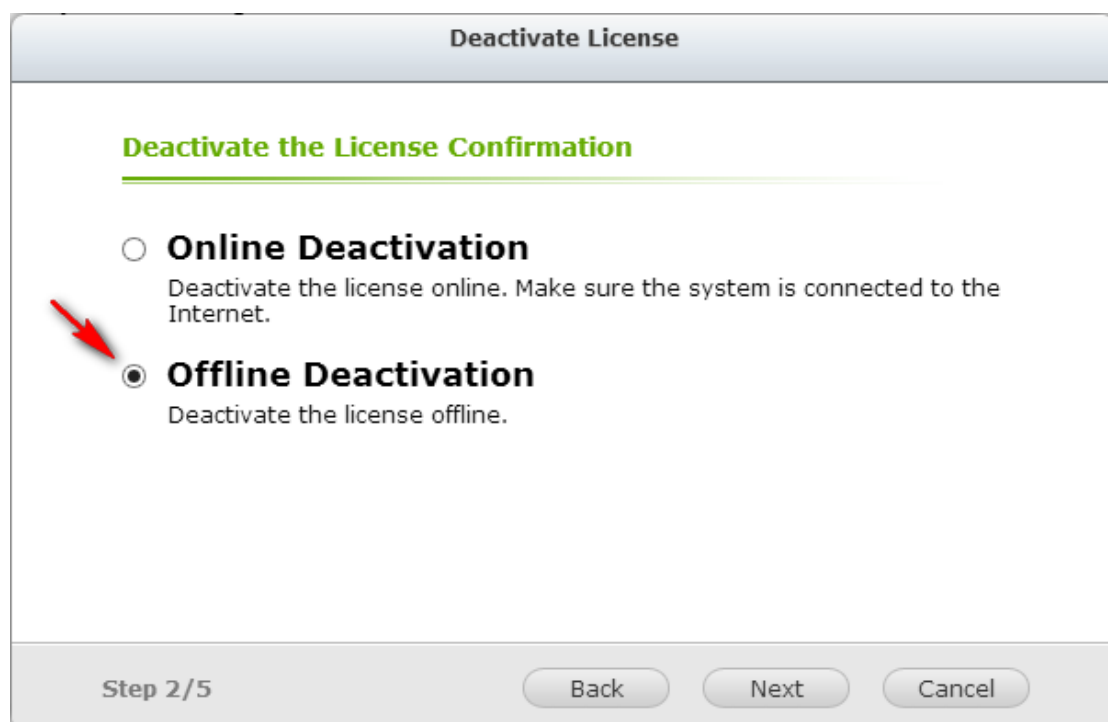 Deactivate License
Deactivate the License Confirmation
Online Deactivation
Deactivate the license online. Make sure the system is connected to the
Internet.
Offline Deactivation
Deactivate the license offline.
Step 2/5
Back
Next
Cancel